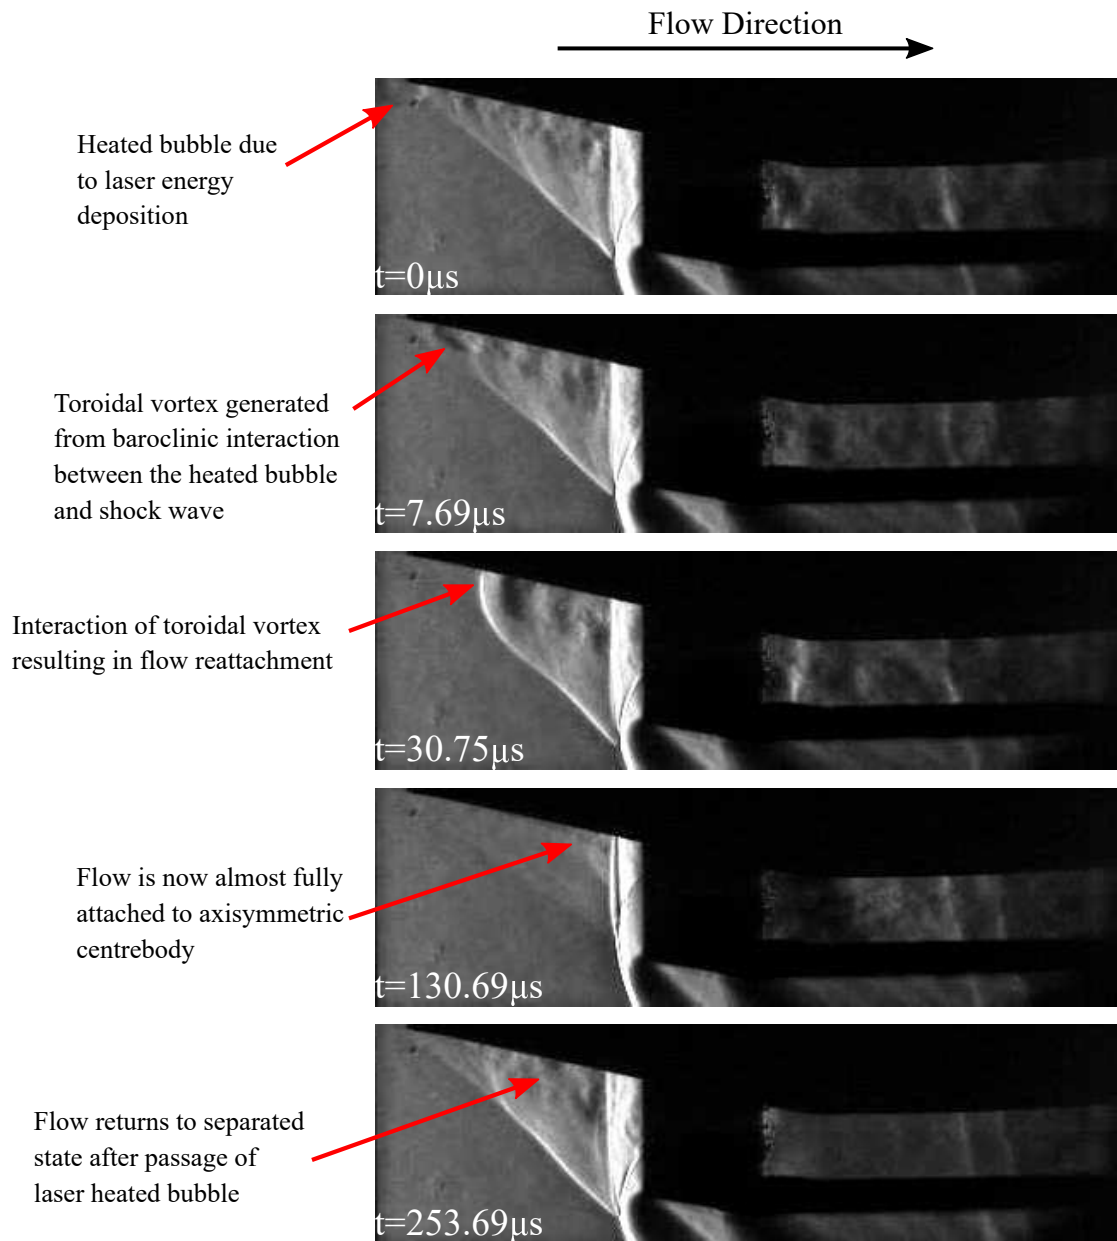 Flow Direction
Heated bubble due
to laser energy
deposition
t=0μs
Toroidal vortex generated
from baroclinic interaction
between the heated bubble
and shock wave
t=7.69μs
Interaction of toroidal vortex
resulting in flow reattachment
t=30.75μs
Flow is now almost fully
attached to axisymmetric
centrebody
t=130.69μs
Flow returns to separated
state after passage of
laser heated bubble
t=253.69μs